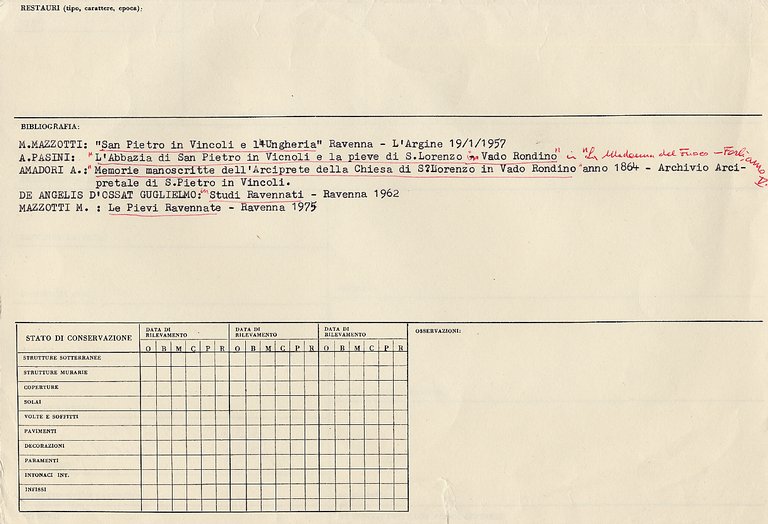 RESTAURI (tipo, carattere, epoca):
BIBLIOGRAFIA:
M.MAZZOTTI: "San Pietro in Vincoli e l'Ungheria" Ravenna - L'Argine 19/1/1957
A.PASINI: "L'Abbazia di San Pietro in Vicnoli e la pieve di S.Lorenzo in Vado Rondino" in "La Madonna del Fuoco - Forlì anno V.
AMADORI A.:"Memorie manoscritte dell'Arciprete della Chiesa di S.Lorenzo in Vado Rondino"anno 1864 - Archivio Arci-
pretale di S.Pietro in Vincoli.
DE ANGELIS D'OSSAT GUGLIELMO:"Studi Ravennati - Ravenna 1962
MAZZOTTI M. : Le Pievi Ravennate - Ravenna 1975
STATO DI CONSERVAZIONE DATA DI RILEVAMENTO DATA DI RILEVAMENTO DATA DI RILEVAMENTO OSSERVAZIONI:
O B M C P R O B M C P R O B M C P R
STRUTTURE SOTTERRANEE
STRUTTURE MURARIE
COPERTURE
SOLAI
VOLTE E SOFFITTI
PAVIMENTI
DECORAZIONI
PARAMENTI
INTONACI INT.
INFISSI